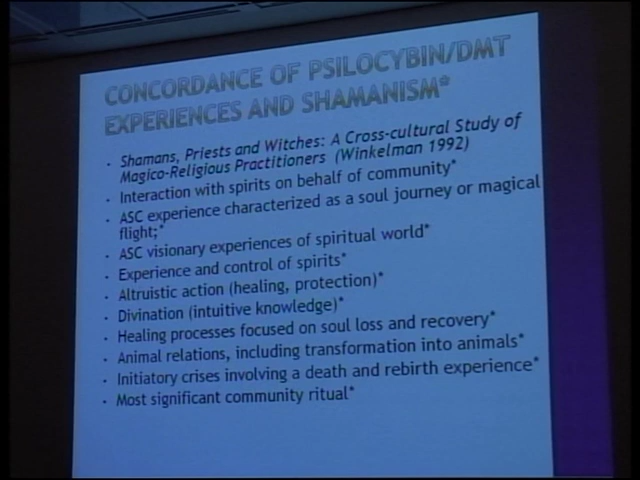 CONCORDANCE OF PSILOCYBIN/DMT
EXPERIENCES AND SHAMANISM*
• Shamans, Priests and Witches: A Cross-cultural Study of
Magico-Religious Practitioners (Winkelman 1992)
• Interaction with spirits on behalf of community*
• ASC experience characterized as a soul journey or magical
flight;*
• ASC visionary experiences of spiritual world*
• Experience and control of spirits*
• Altruistic action (healing, protection)*
• Divination (intuitive knowledge)*
• Healing processes focused on soul loss and recovery*
• Animal relations, including transformation into animals*
• Initiatory crises involving a death and rebirth experience*
• Most significant community ritual*